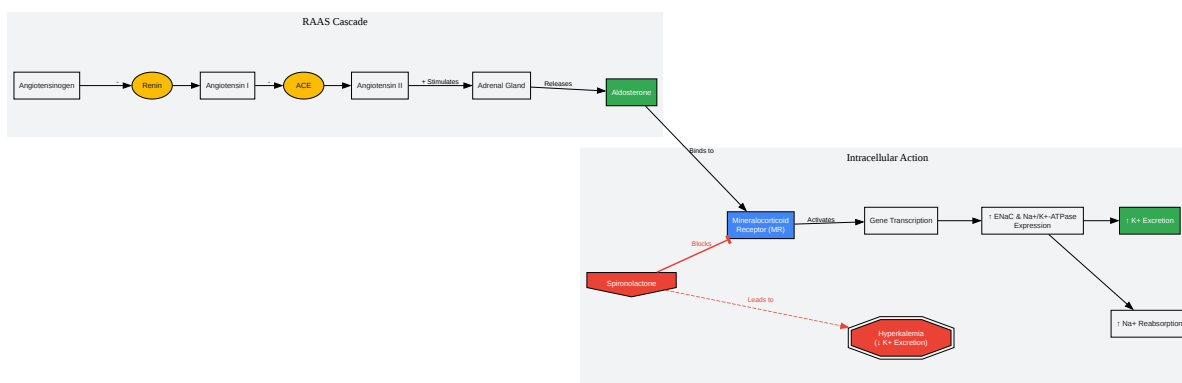 RAAS Cascade
Angiotensinogen
-
Renin
Angiotensin I
-
ACE
Angiotensin II
+ Stimulates
Adrenal Gland
Releases
Aldosterone
Binds to
Intracellular Action
Mineralocorticoid
Receptor (MR)
Activates
Gene Transcription
↑ ENaC & Na+/K+-ATPase
Expression
↑ K+ Excretion
Blocks
Spironolactone
Leads to
Hyperkalemia
(↓ K+ Excretion)
↑ Na+ Reabsorption